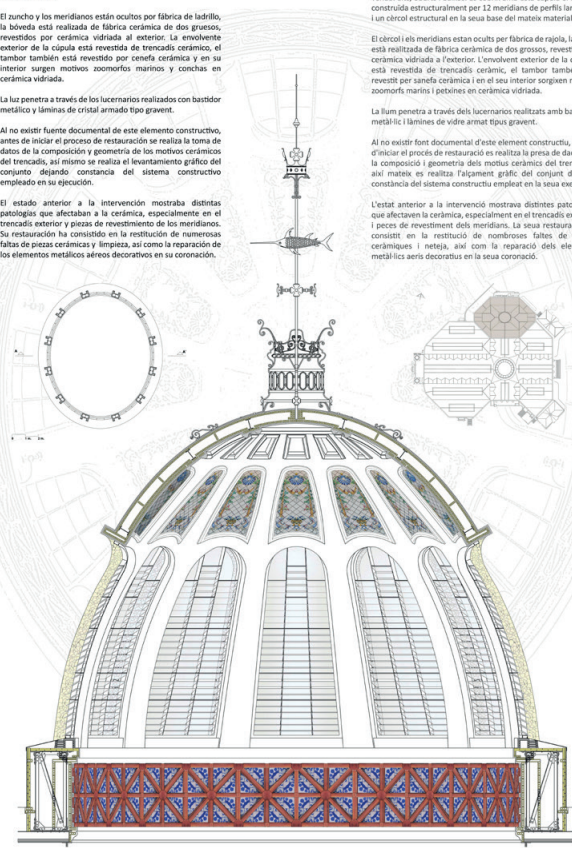 El zuncho y los meridianos están ocultos por fábrica de ladrillo,
la bóveda está realizada de fábrica cerámica de dos gruesos,
revestidos por cerámica vidriada al exterior. La envolvente
exterior de la cúpula está revestida de trencadís cerámico, el
tambor también está revestido por cenefa cerámica y en su
interior surgen motivos zoomorfos marinos y conchas en
cerámica vidriada.
La luz penetra a través de los lucernarios realizados con bastidor
metálico y láminas de cristal armado tipo gravent.
Al no existir fuente documental de este elemento constructivo,
antes de iniciar el proceso de restauración se realiza la toma de
datos de la composición y geometría de los motivos cerámicos
del trencadis, así mismo se realiza el levantamiento gráfico del
conjunto dejando constancia del sistema constructivo
empleado en su ejecución.
El estado anterior a la intervención mostraba distintas
patologías que afectaban a la cerámica, especialmente en el
trencadís exterior y piezas de revestimiento de los meridianos.
Su restauración ha consistido en la restitución de numerosas
faltas de piezas cerámicas y limpieza, así como la reparación de
los elementos metálicos aéreos decorativos en su coronación.
construïda estructuralment per 12 meridians de perfils
i un cèrcol estructural en la seua base del mateix material
El cèrcol i els meridians estan ocults per fàbrica de rajola,
està realitzada de fàbrica ceràmica de dos grossos,
ceràmica vidriada a l'exterior. L'envolvent exterior de la
està revestida de trencadís ceràmic, el tambor
revestit per sanefa ceràmica i en el seu interior sorgixen
zoomorfs marins i petxines en ceràmica vidriada.
La llum penetra a través dels lucernaris realitzats amb
metàl·lic i làmines de vidre armat tipus gravent.
Al no existir font documental d'este element constructiu,
d'iniciar el procés de restauració es realitza la presa de
la composició i geometria dels motius ceràmics del
així mateix es realitza l'alçament gràfic del conjunt
constància del sistema constructiu empleat en la seua
L'estat anterior a la intervenció mostrava distintes
que afectaven la ceràmica, especialment en el trencadís
i peces de revestiment dels meridians. La seua
consistit en la restitució de nombroses faltes de
ceràmiques i neteja, així com la reparació dels
metàl·lics aeris decoratius en la seua coronació.